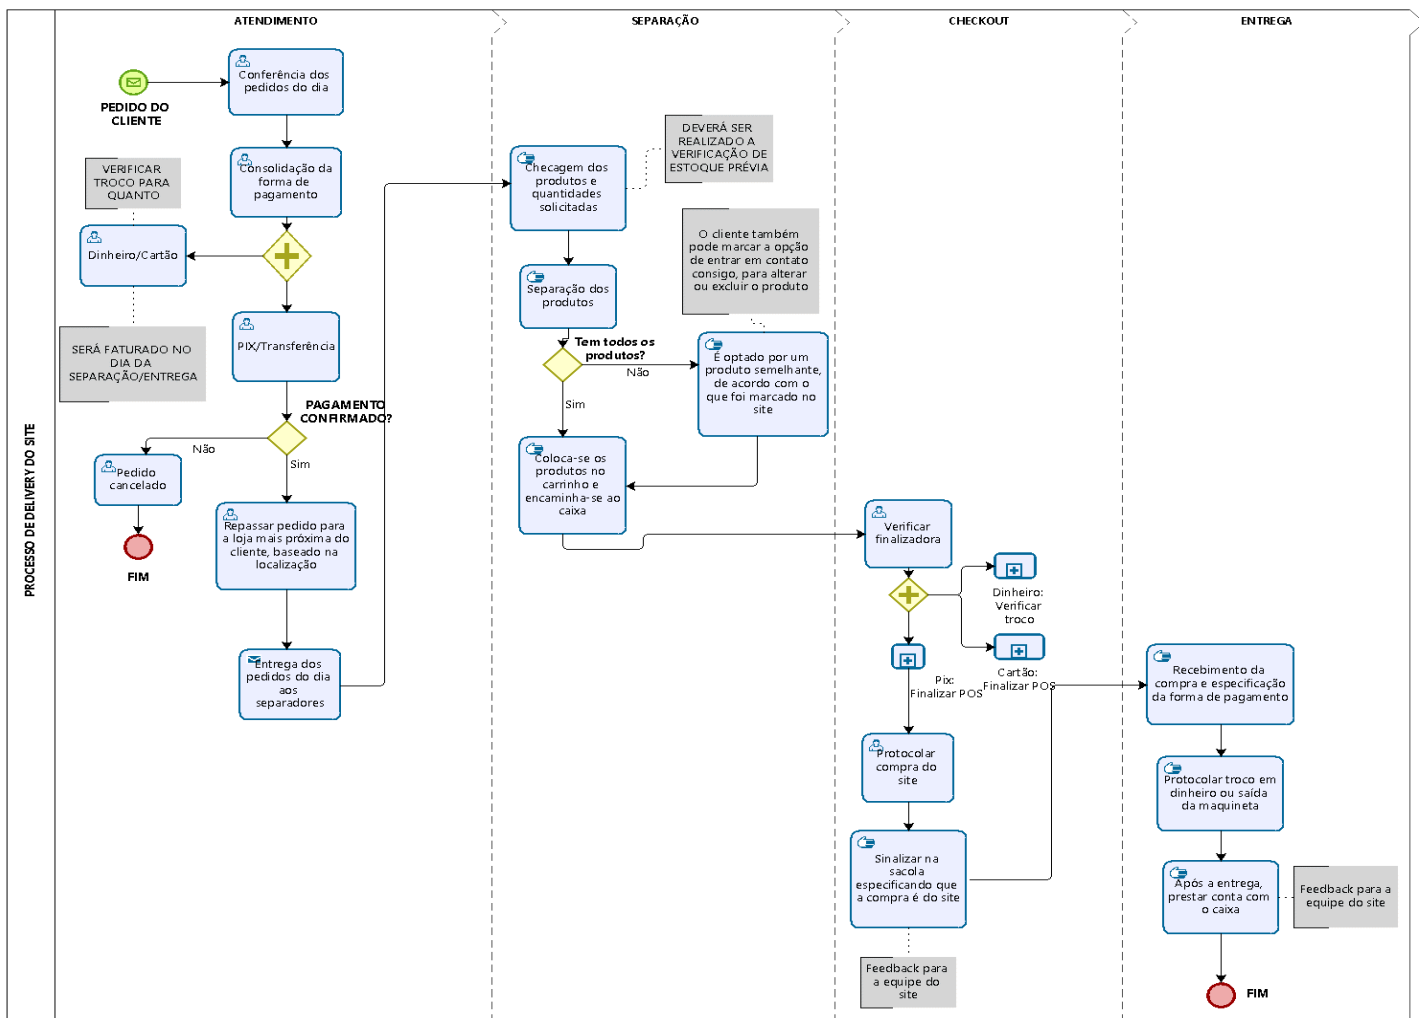 PROCESSO DE DELIVERY DO SITE
ATENDIMENTO
SEPARAÇÃO
CHECKOUT
ENTREGA
PEDIDO DO
CLIENTE
Conferência dos
pedidos do dia
VERIFICAR
TROCO PARA
QUANTO
Consolidação da
forma de
pagamento
Dinheiro/Cartão
SERÁ FATURADO NO
DIA DA
SEPARAÇÃO/ENTREGA
PIX/Transferência
PAGAMENTO
CONFIRMADO?
Não
Sim
Pedido
cancelado
FIM
Repassar pedido para
a loja mais próxima do
cliente, baseado na
localização
Entrega dos
pedidos do dia
aos
separadores
DEVERÁ SER
REALIZADO A
VERIFICAÇÃO DE
ESTOQUE PRÉVIA
Checagem dos
produtos e
quantidades
solicitadas
O cliente também
pode marcar a opção
de entrar em contato
consigo, para alterar
ou excluir o produto
Separação dos
produtos
Tem todos os
produtos?
Não
Sim
É optado por um
produto semelhante,
de acordo com o
que foi marcado no
site
Coloca-se os
produtos no
carrinho e
encaminha-se ao
caixa
Verificar
finalizadora
Dinheiro:
Verificar
troco
Cartão:
Finalizar POS
Pix:
Finalizar POS
Protocolar
compra do
site
Sinalizar na
sacola
especificando que
a compra é do site
Feedback para
a equipe do
site
Recebimento da
compra e especificação
da forma de pagamento
Protocolar troco em
dinheiro ou saída
da maquineta
Após a entrega,
prestar conta com
o caixa
Feedback para a
equipe do site
FIM